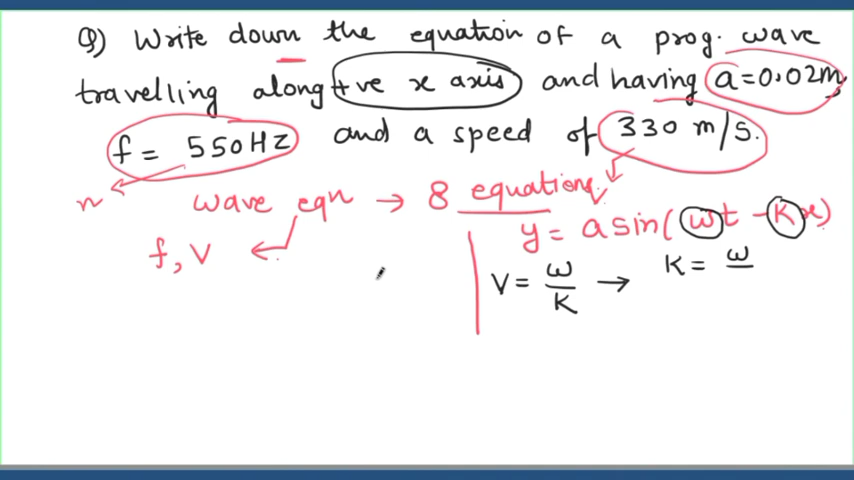 Q) Write down the equation of a prog. wave
travelling along +ve x axis and having a = 0.02m,
f = 550Hz and a speed of 330 m/s.
n wave eqn → 8 equations V
y = a sin(ωt - Kx)
f, V
V = ω/K → K = ω